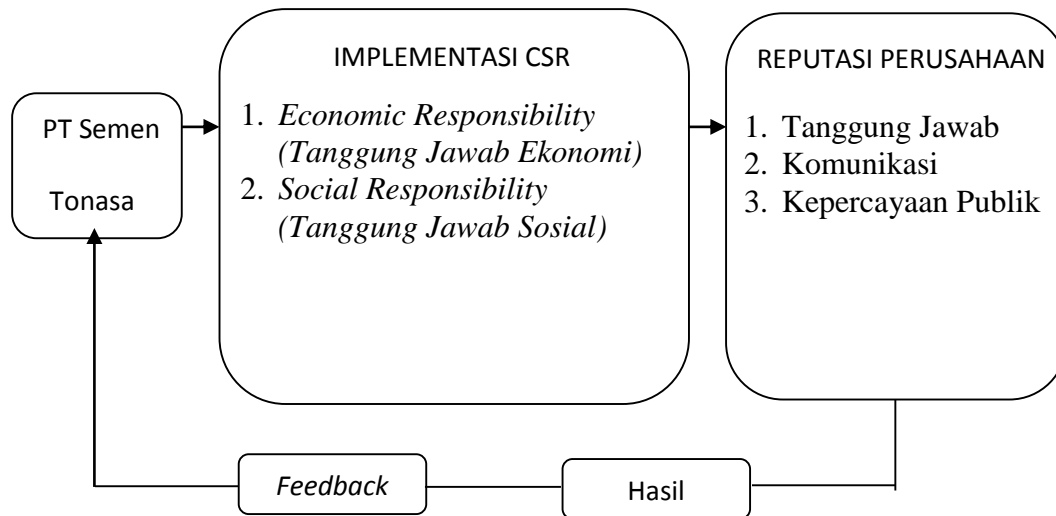 PT Semen
Tonasa
IMPLEMENTASI CSR
1. Economic Responsibility
(Tanggung Jawab Ekonomi)
2. Social Responsibility
(Tanggung Jawab Sosial)
REPUTASI PERUSAHAAN
1. Tanggung Jawab
2. Komunikasi
3. Kepercayaan Publik
Feedback
Hasil